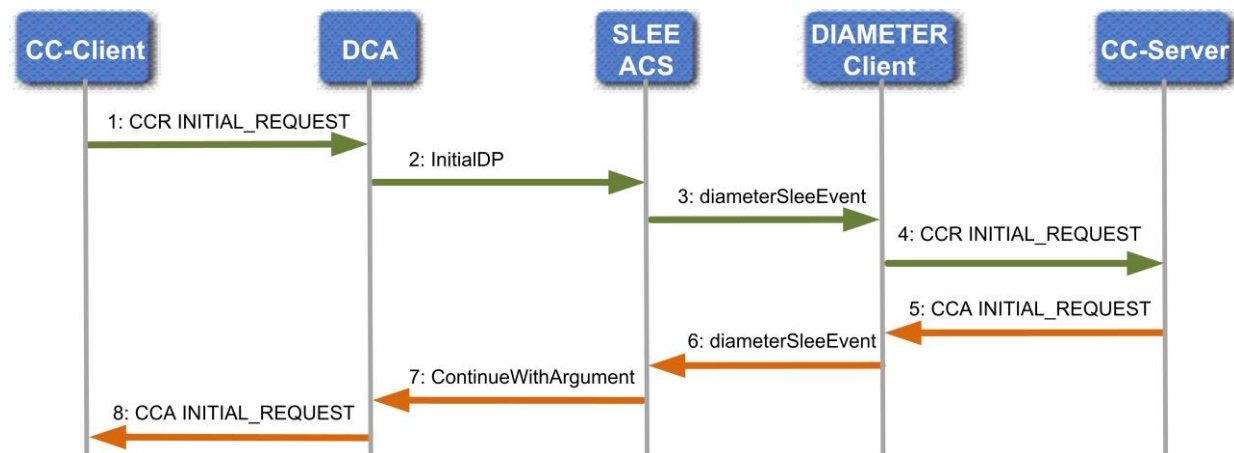 CC-Client
DCA
SLEE
ACS
DIAMETER
Client
CC-Server
1: CCR INITIAL_REQUEST
2: InitialDP
3: diameterSleeEvent
4: CCR INITIAL_REQUEST
5: CCA INITIAL_REQUEST
6: diameterSleeEvent
7: ContinueWithArgument
8: CCA INITIAL_REQUEST